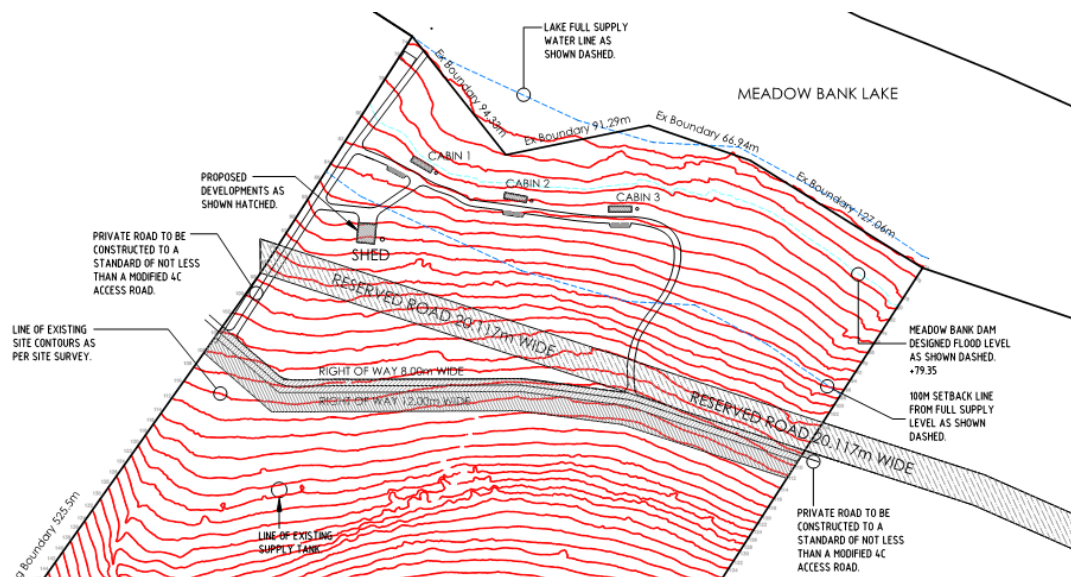 LAKE FULL SUPPLY
WATER LINE AS
SHOWN DASHED.
MEADOW BANK LAKE
Ex Boundary 94.33m
Ex Boundary 91.29m
Ex Boundary 66.94m
Ex Boundary 127.06m
CABIN 1
CABIN 2
CABIN 3
PROPOSED
DEVELOPMENTS AS
SHOWN HATCHED.
SHED
PRIVATE ROAD TO BE
CONSTRUCTED TO A
STANDARD OF NOT LESS
THAN A MODIFIED 4C
ACCESS ROAD.
RESERVED ROAD 20.117m WIDE
LINE OF EXISTING
SITE CONTOURS AS
PER SITE SURVEY.
MEADOW BANK DAM
DESIGNED FLOOD LEVEL
AS SHOWN DASHED.
+79.35
RIGHT OF WAY 8.00m WIDE
RIGHT OF WAY 12.00m WIDE
RESERVED ROAD 20.117m WIDE
100M SETBACK LINE
FROM FULL SUPPLY
LEVEL AS SHOWN
DASHED.
g Boundary 525.5m
LINE OF EXISTING
SUPPLY TANK
PRIVATE ROAD TO BE
CONSTRUCTED TO A
STANDARD OF NOT LESS
THAN A MODIFIED 4C
ACCESS ROAD.